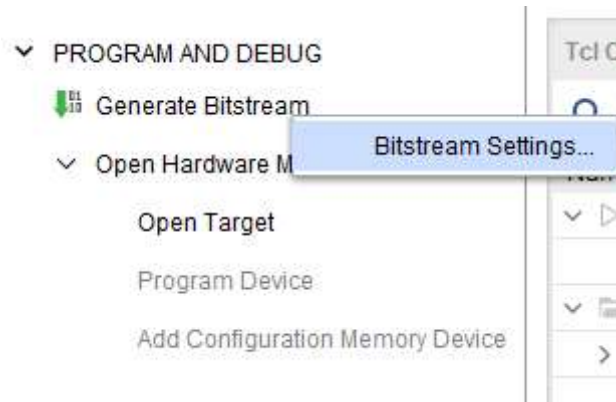 PROGRAM AND DEBUG
Generate Bitstream
Bitstream Settings...
Open Hardware M
Open Target
Program Device
Add Configuration Memory Device
Tcl C